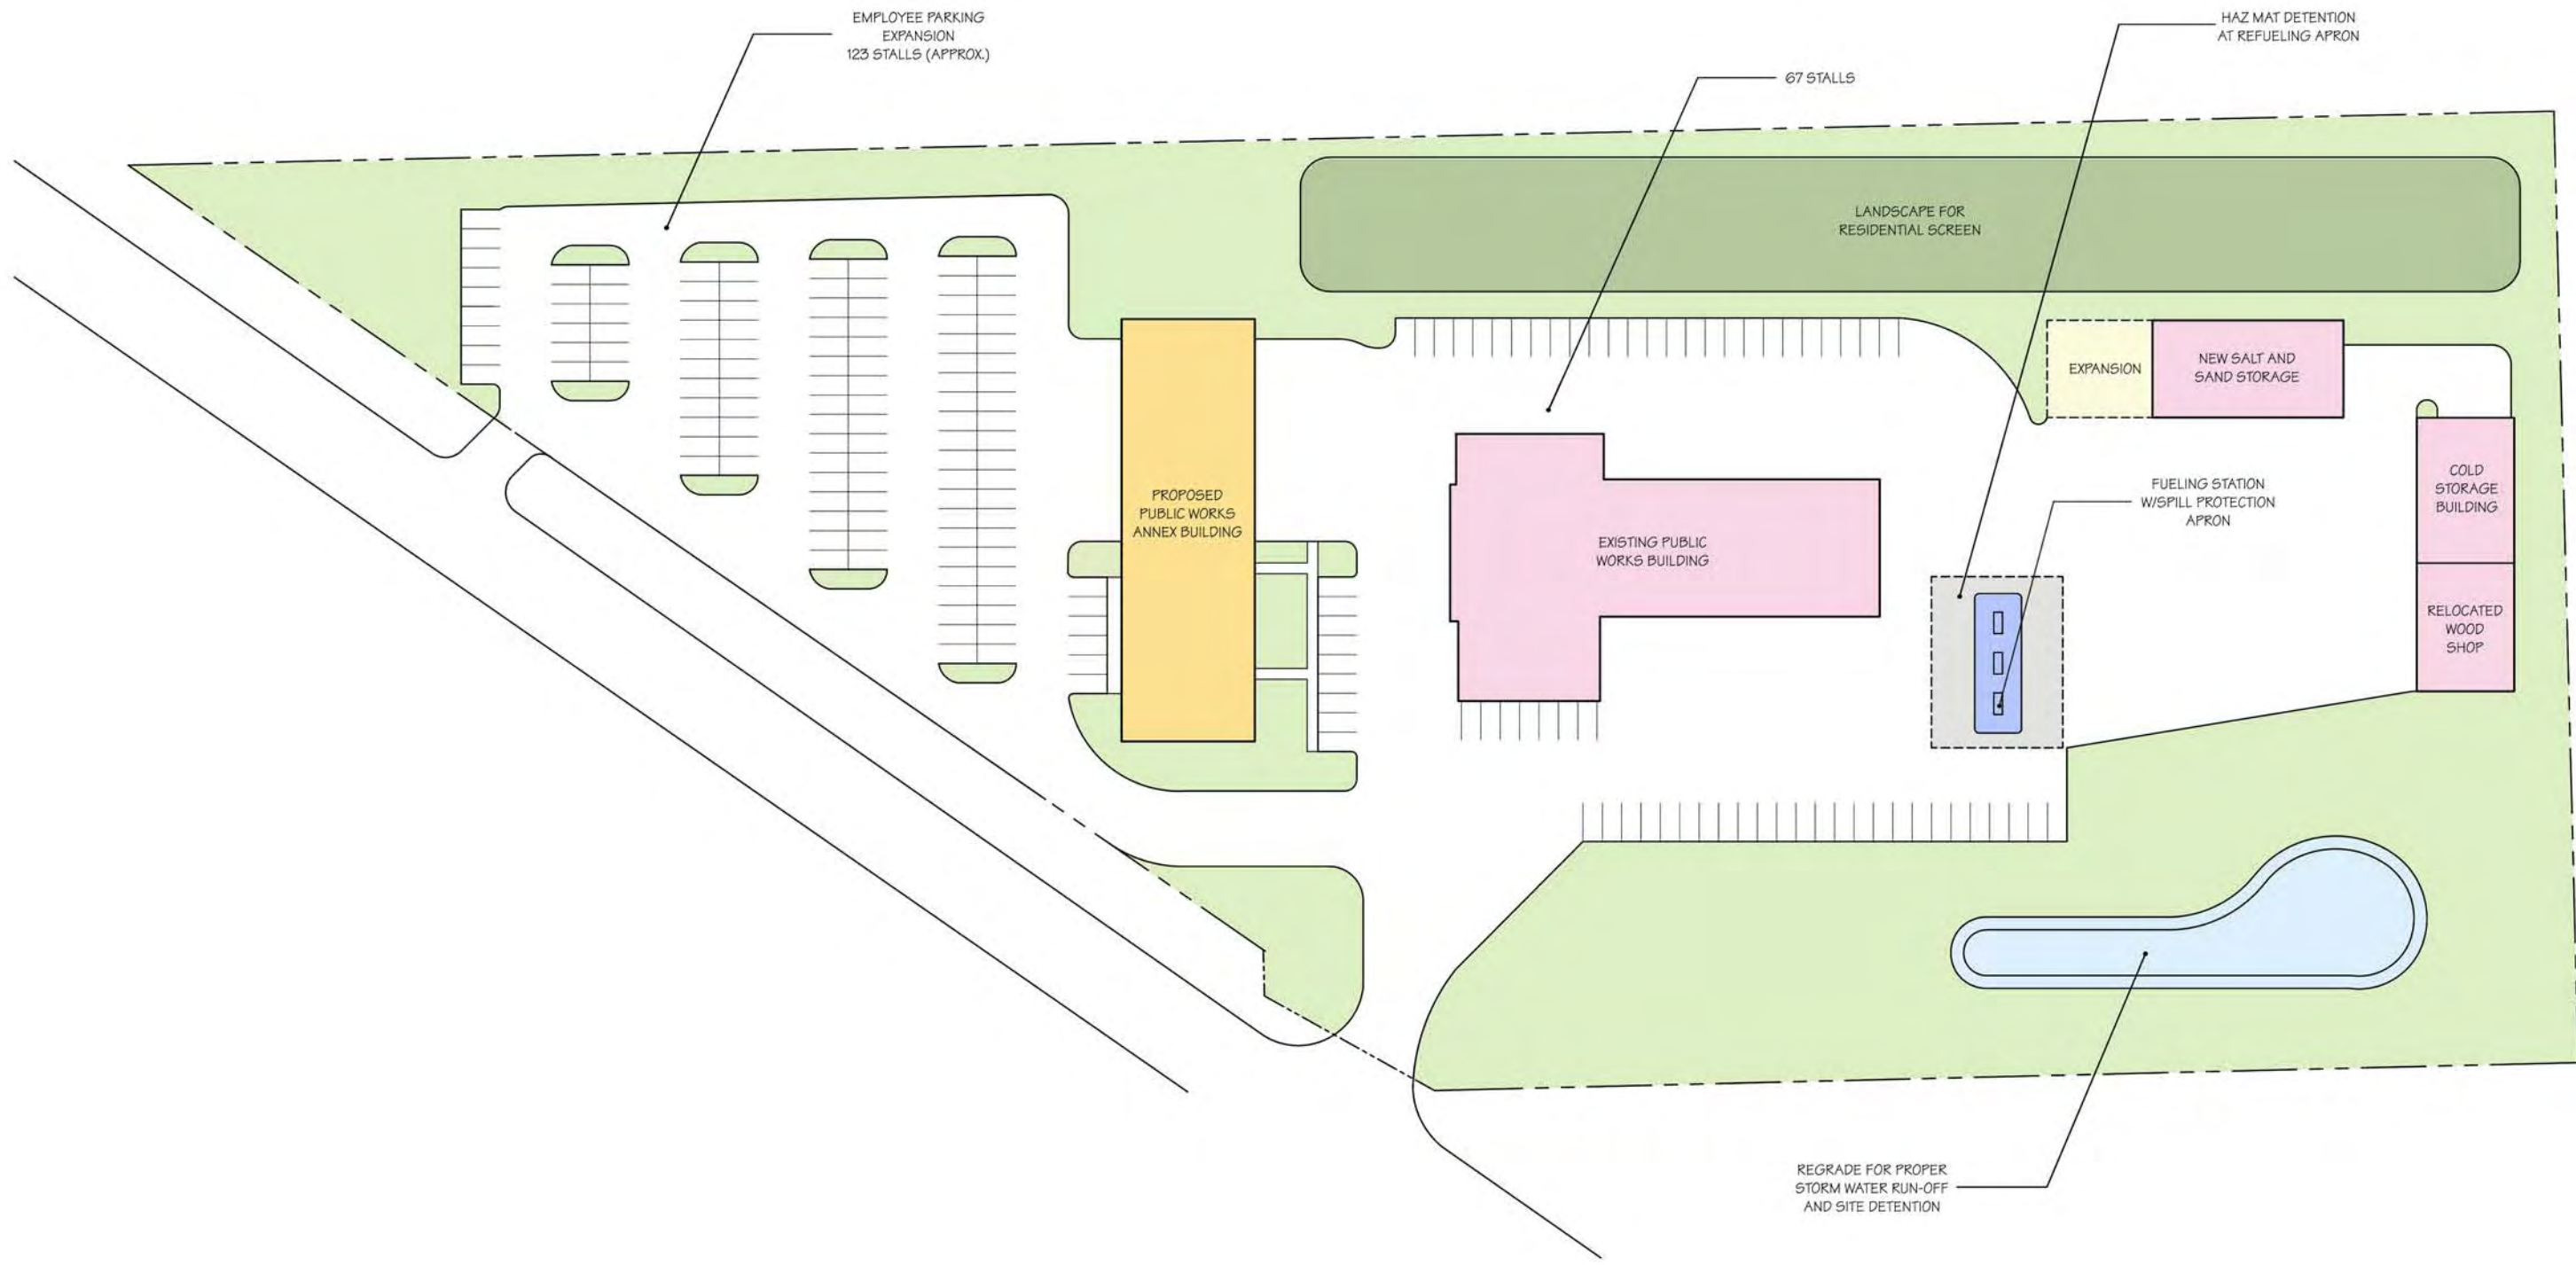 EMPLOYEE PARKING
EXPANSION
123 STALLS (APPROX.)
HAZ MAT DETENTION
AT REFUELING APRON
67 STALLS
LANDSCAPE FOR
RESIDENTIAL SCREEN
EXPANSION
NEW SALT AND
SAND STORAGE
COLD
STORAGE
BUILDING
FUELING STATION
W/SPILL PROTECTION
APRON
PROPOSED
PUBLIC WORKS
ANNEX BUILDING
EXISTING PUBLIC
WORKS BUILDING
RELOCATED
WOOD
SHOP
REGRADE FOR PROPER
STORM WATER RUN-OFF
AND SITE DETENTION